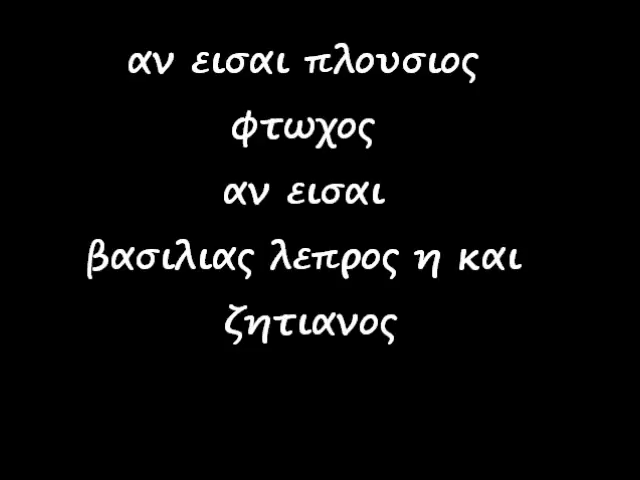 αν εισαι πλουσιος
φτωχος
αν εισαι
βασιλιας λεπρος η και
ζητιανος